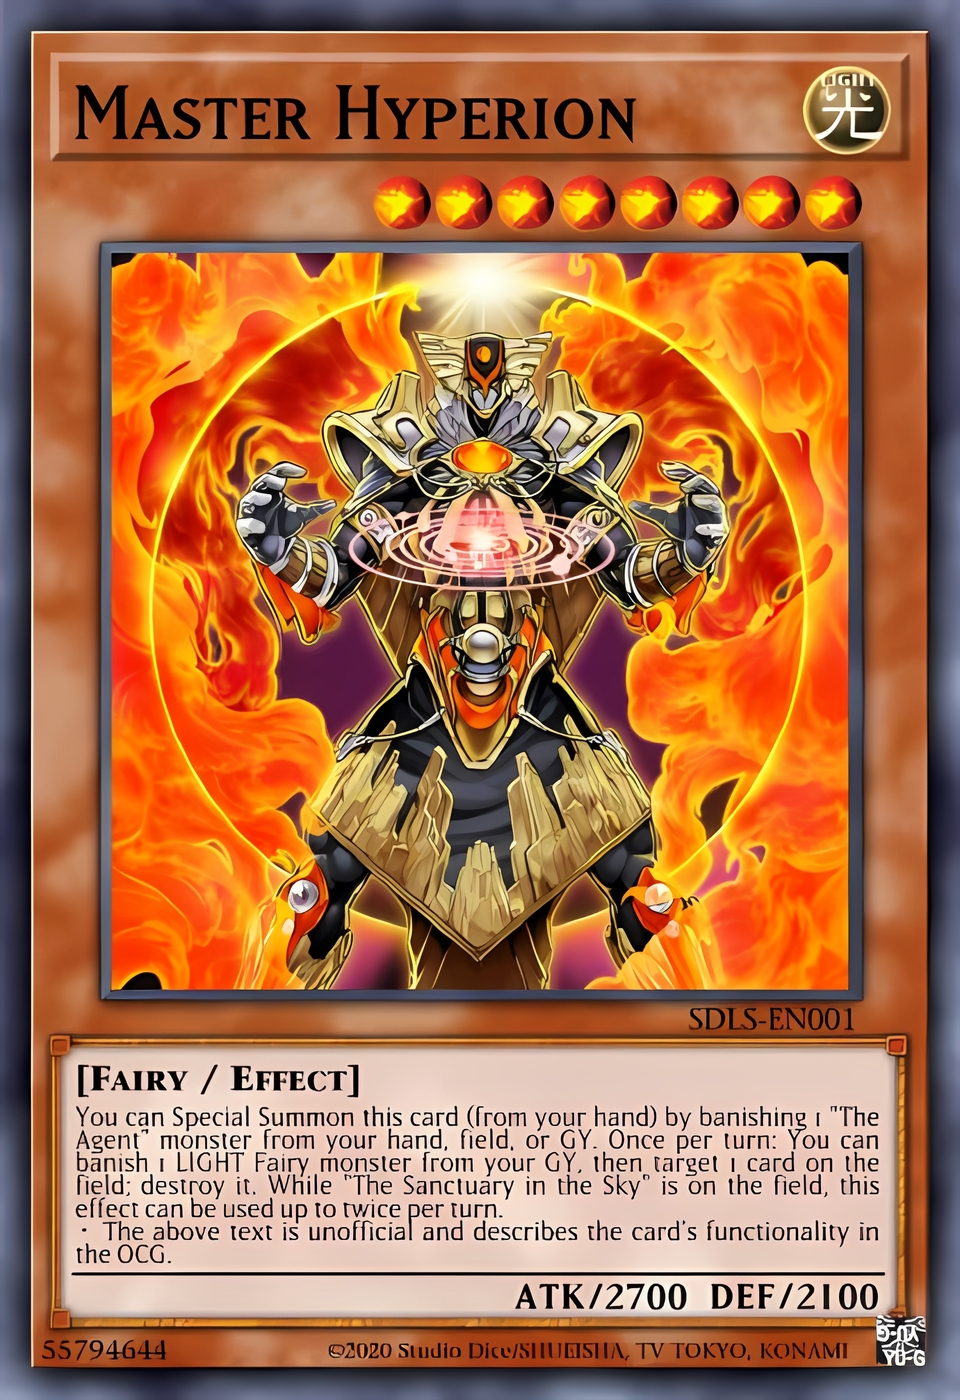 MASTER HYPERION
光
SDLS-EN001
[FAIRY / EFFECT]
You can Special Summon this card (from your hand) by banishing 1 "The
Agent" monster from your hand, field, or GY. Once per turn: You can
banish 1 LIGHT Fairy monster from your GY, then target 1 card on the
field; destroy it. While "The Sanctuary in the Sky" is on the field, this
effect can be used up to twice per turn.
· The above text is unofficial and describes the card's functionality in
the OCG.
ATK/2700 DEF/2100
55794644
©2020 Studio Dice/SHUEISHA, TV TOKYO, KONAMI